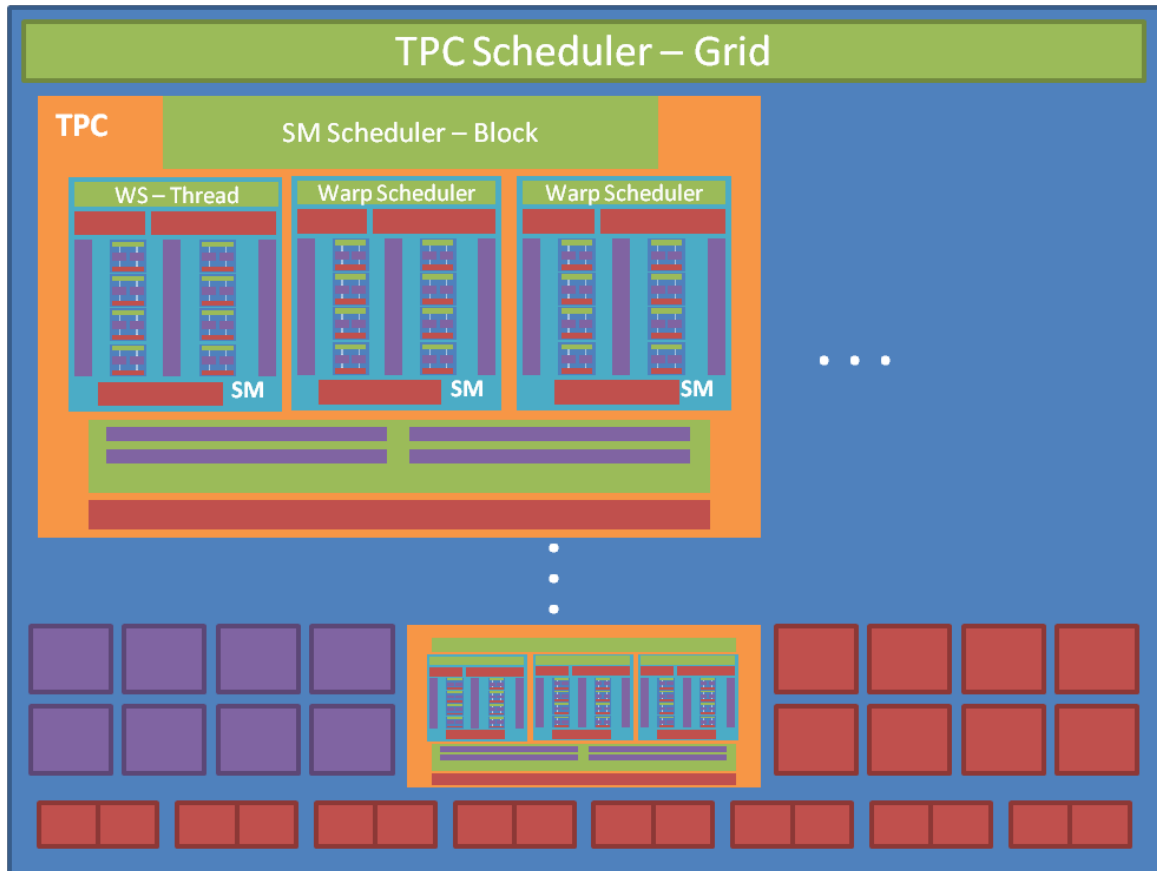 TPC Scheduler – Grid
TPC
SM Scheduler – Block
WS – Thread
Warp Scheduler
Warp Scheduler
SM
SM
SM